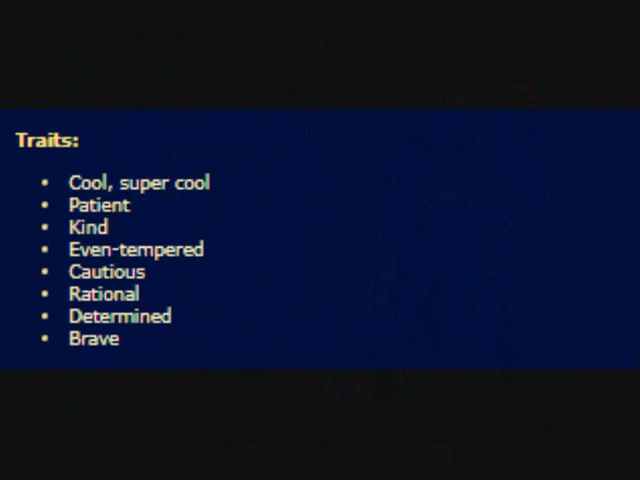 Traits:
• Cool, super cool
• Patient
• Kind
• Even-tempered
• Cautious
• Rational
• Determined
• Brave